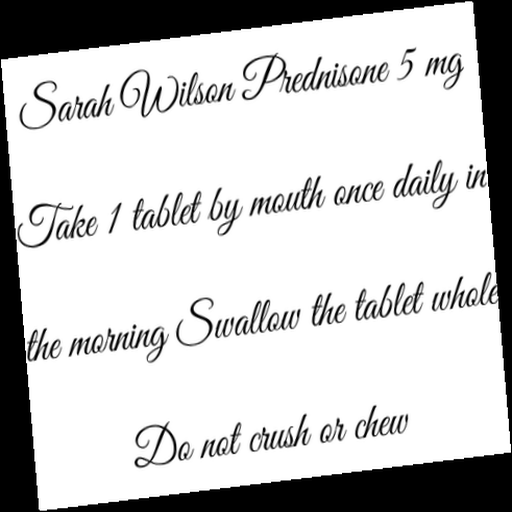 Sarah Wilson Prednisone 5 mg
Take 1 tablet by mouth once daily in
the morning Swallow the tablet whole
Do not crush or chew